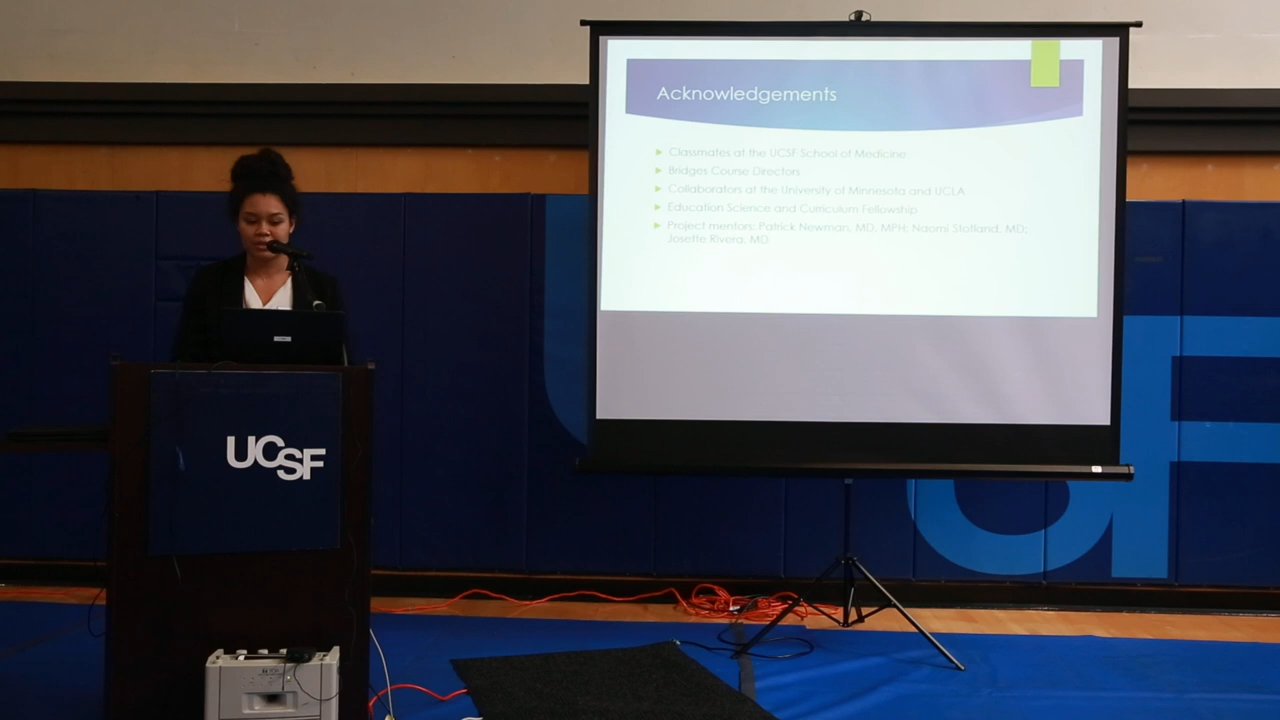 Acknowledgements
Classmates at the UCSF School of Medicine
Bridges Course Directors
Collaborators at the University of Minnesota and UCLA
Education Science and Curriculum Fellowship
Project mentors: Patrick Newman, MD, MPH; Naomi Stotland, MD;
Josette Rivera, MD
UCSF